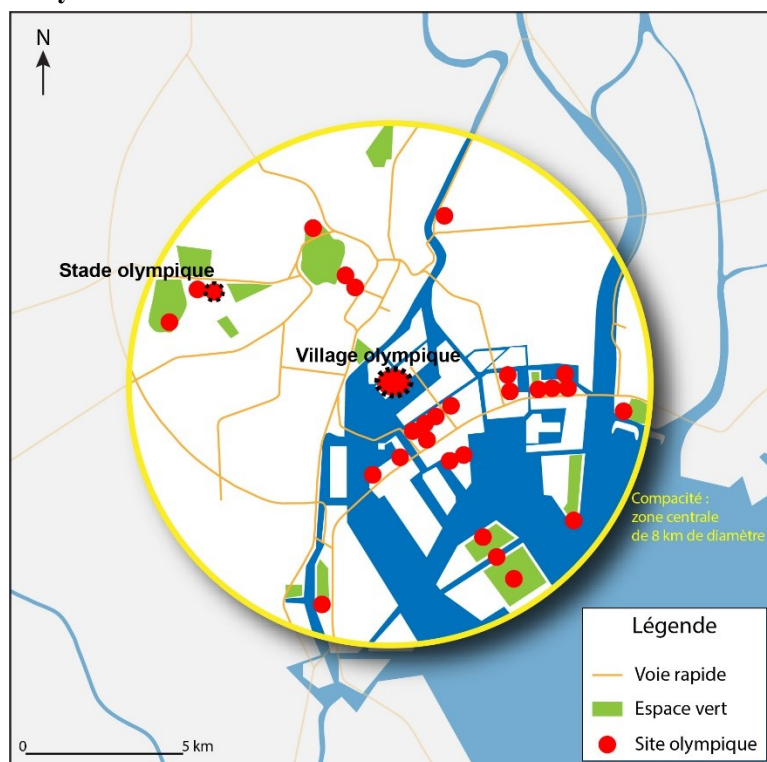 N
Stade olympique
Village olympique
Compacité :
zone centrale
de 8 km de diamètre
Légende
Voie rapide
Espace vert
Site olympique
0
5 km